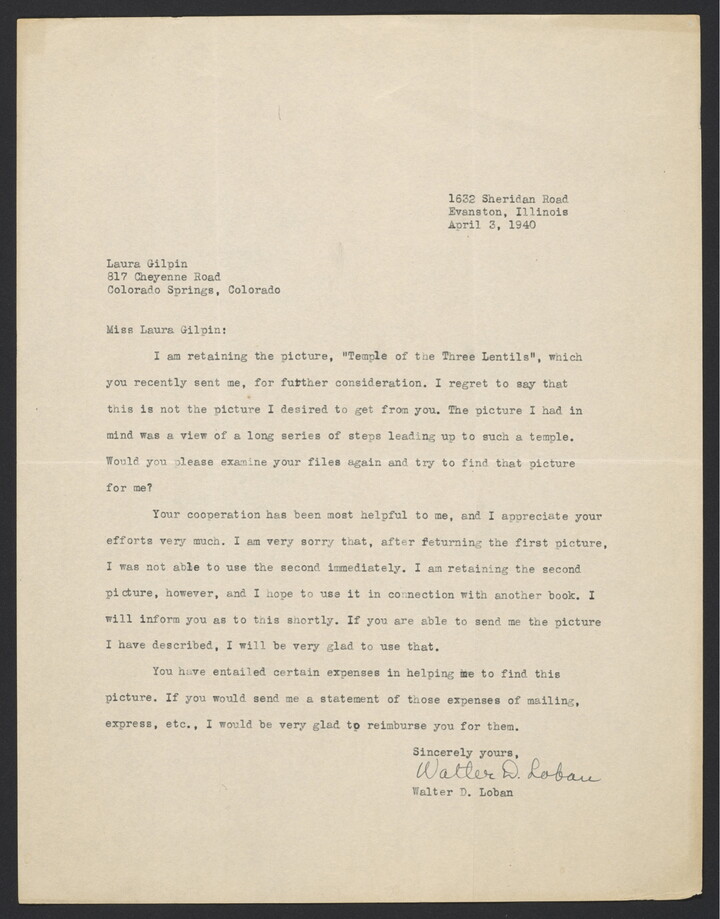 1632 Sheridan Road
Evanston, Illinois
April 3, 1940
Laura Gilpin
817 Cheyenne Road
Colorado Springs, Colorado
Miss Laura Gilpin:
I am retaining the picture, "Temple of the Three Lentils", which
you recently sent me, for further consideration. I regret to say that
this is not the picture I desired to get from you. The picture I had in
mind was a view of a long series of steps leading up to such a temple.
Would you please examine your files again and try to find that picture
for me?
Your cooperation has been most helpful to me, and I appreciate your
efforts very much. I am very sorry that, after returning the first picture,
I was not able to use the second immediately. I am retaining the second
picture, however, and I hope to use it in connection with another book. I
will inform you as to this shortly. If you are able to send me the picture
I have described, I will be very glad to use that.
You have entailed certain expenses in helping me to find this
picture. If you would send me a statement of those expenses of mailing,
express, etc., I would be very glad to reimburse you for them.
Sincerely yours,
Walter D. Loban
Walter D. Loban